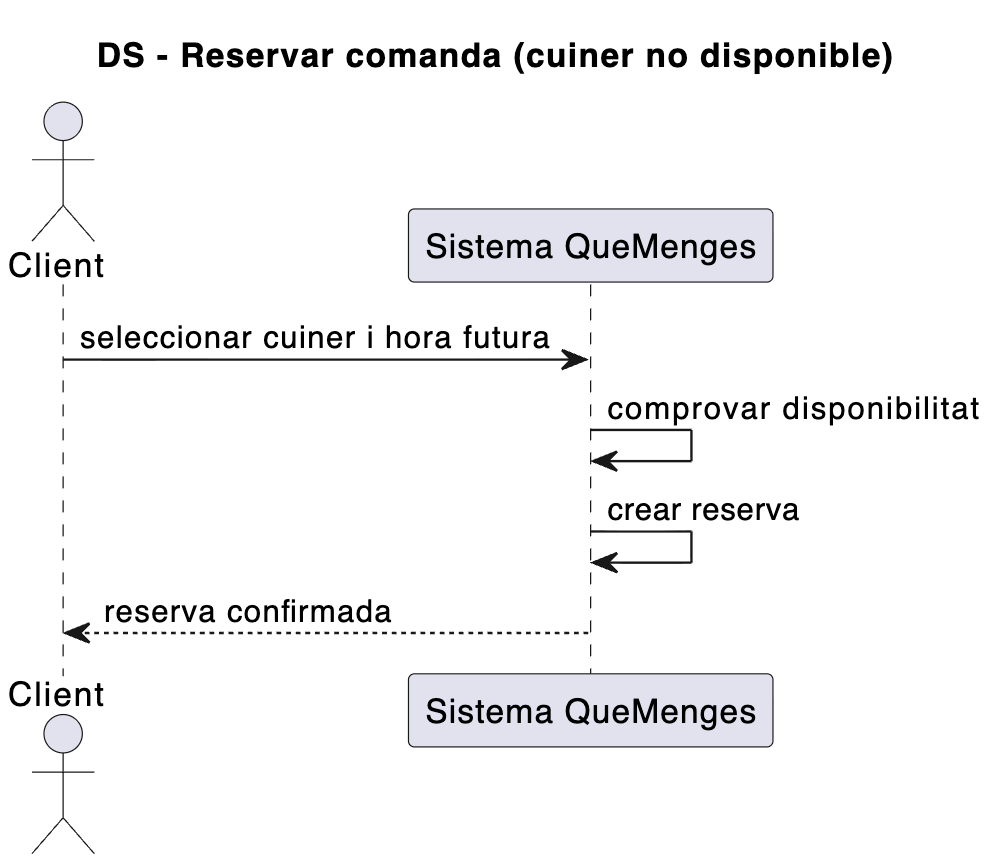 DS - Reservar comanda (cuiner no disponible)
Client
Sistema QueMenges
seleccionar cuiner i hora futura
comprovar disponibilitat
crear reserva
reserva confirmada
Client
Sistema QueMenges